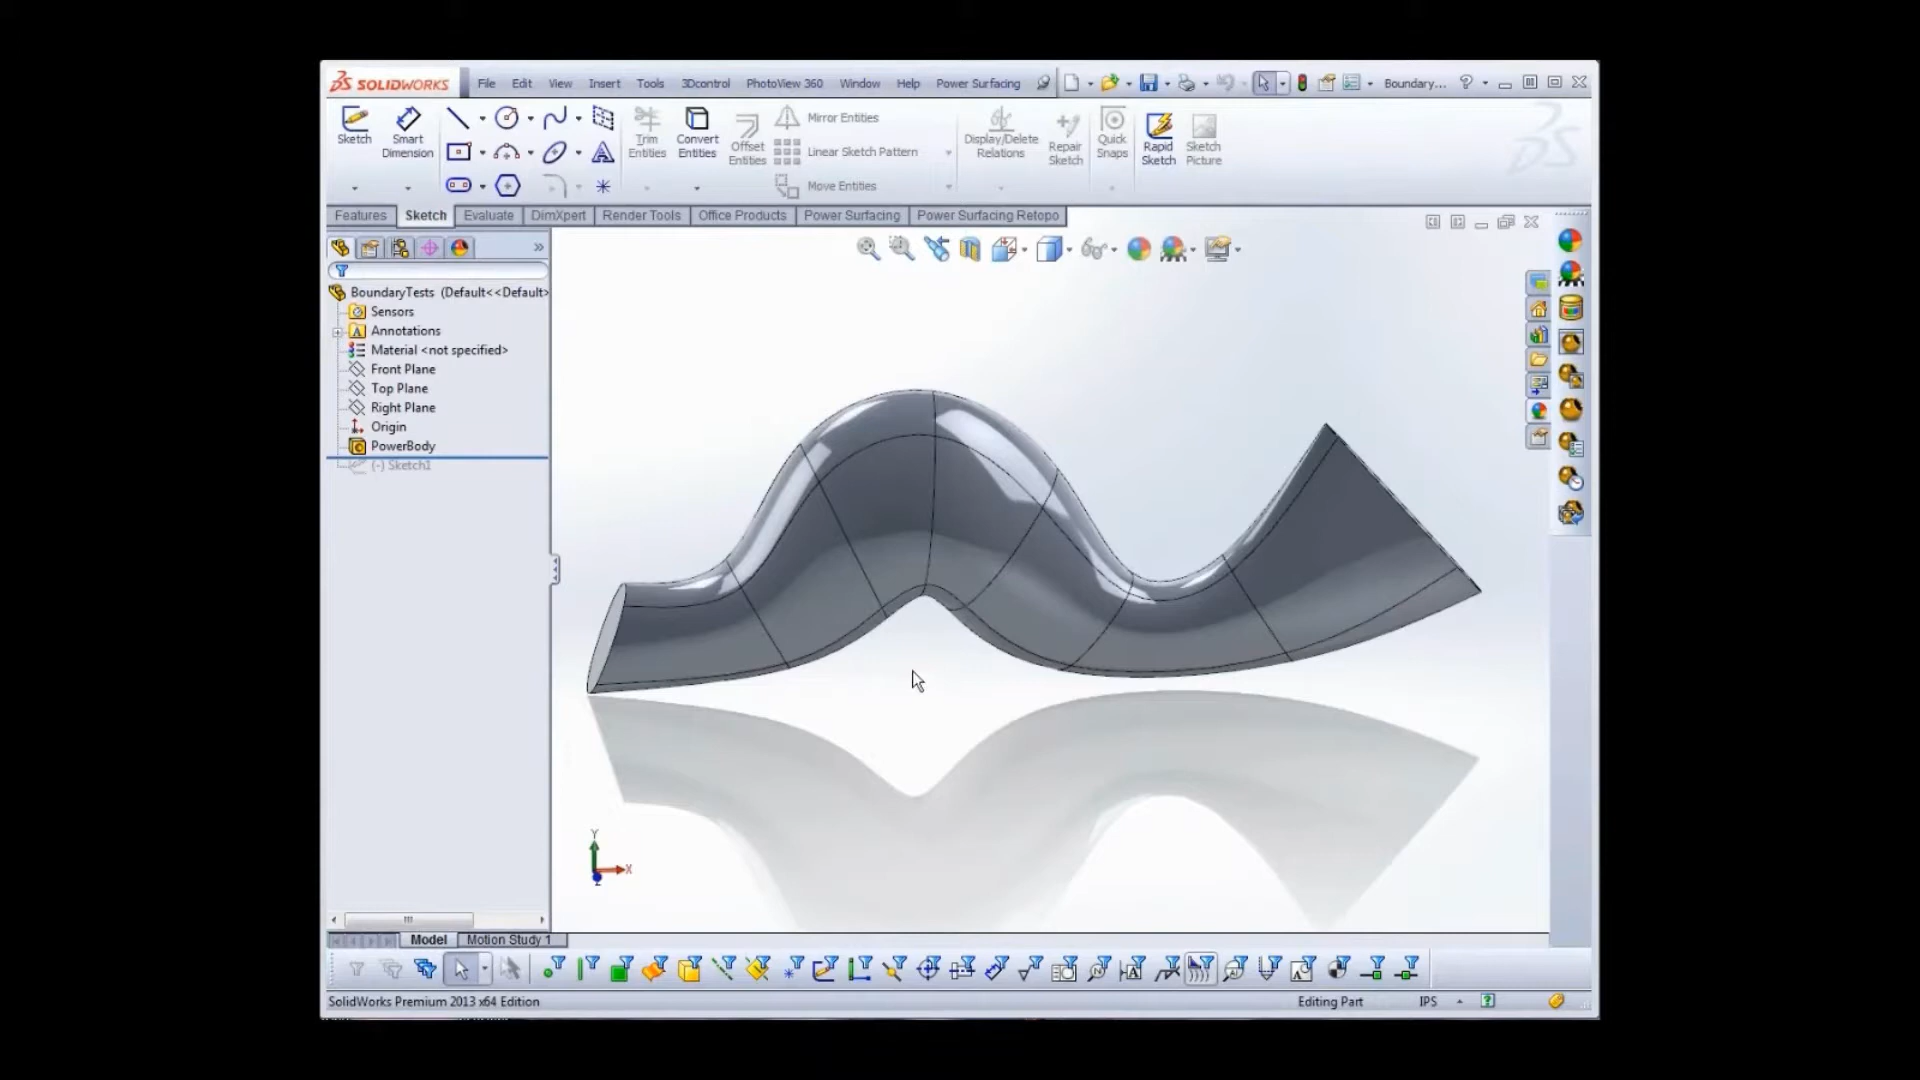 SOLIDWORKS File Edit View Insert Tools 3Dcontrol PhotoView 360 Window Help Power Surfacing Boundary...
Sketch
Smart Dimension
Trim Entities
Convert Entities
Offset Entities
Mirror Entities
Linear Sketch Pattern
Move Entities
Display/Delete Relations
Repair Sketch
Quick Snaps
Rapid Sketch
Sketch Picture
Features Sketch Evaluate DimXpert Render Tools Office Products Power Surfacing Power Surfacing Retopo
BoundaryTests (Default<<Default>
Sensors
Annotations
Material <not specified>
Front Plane
Top Plane
Right Plane
Origin
PowerBody
(-) Sketch1
Y
X
Z
Model Motion Study 1
SolidWorks Premium 2013 x64 Edition Editing Part IPS